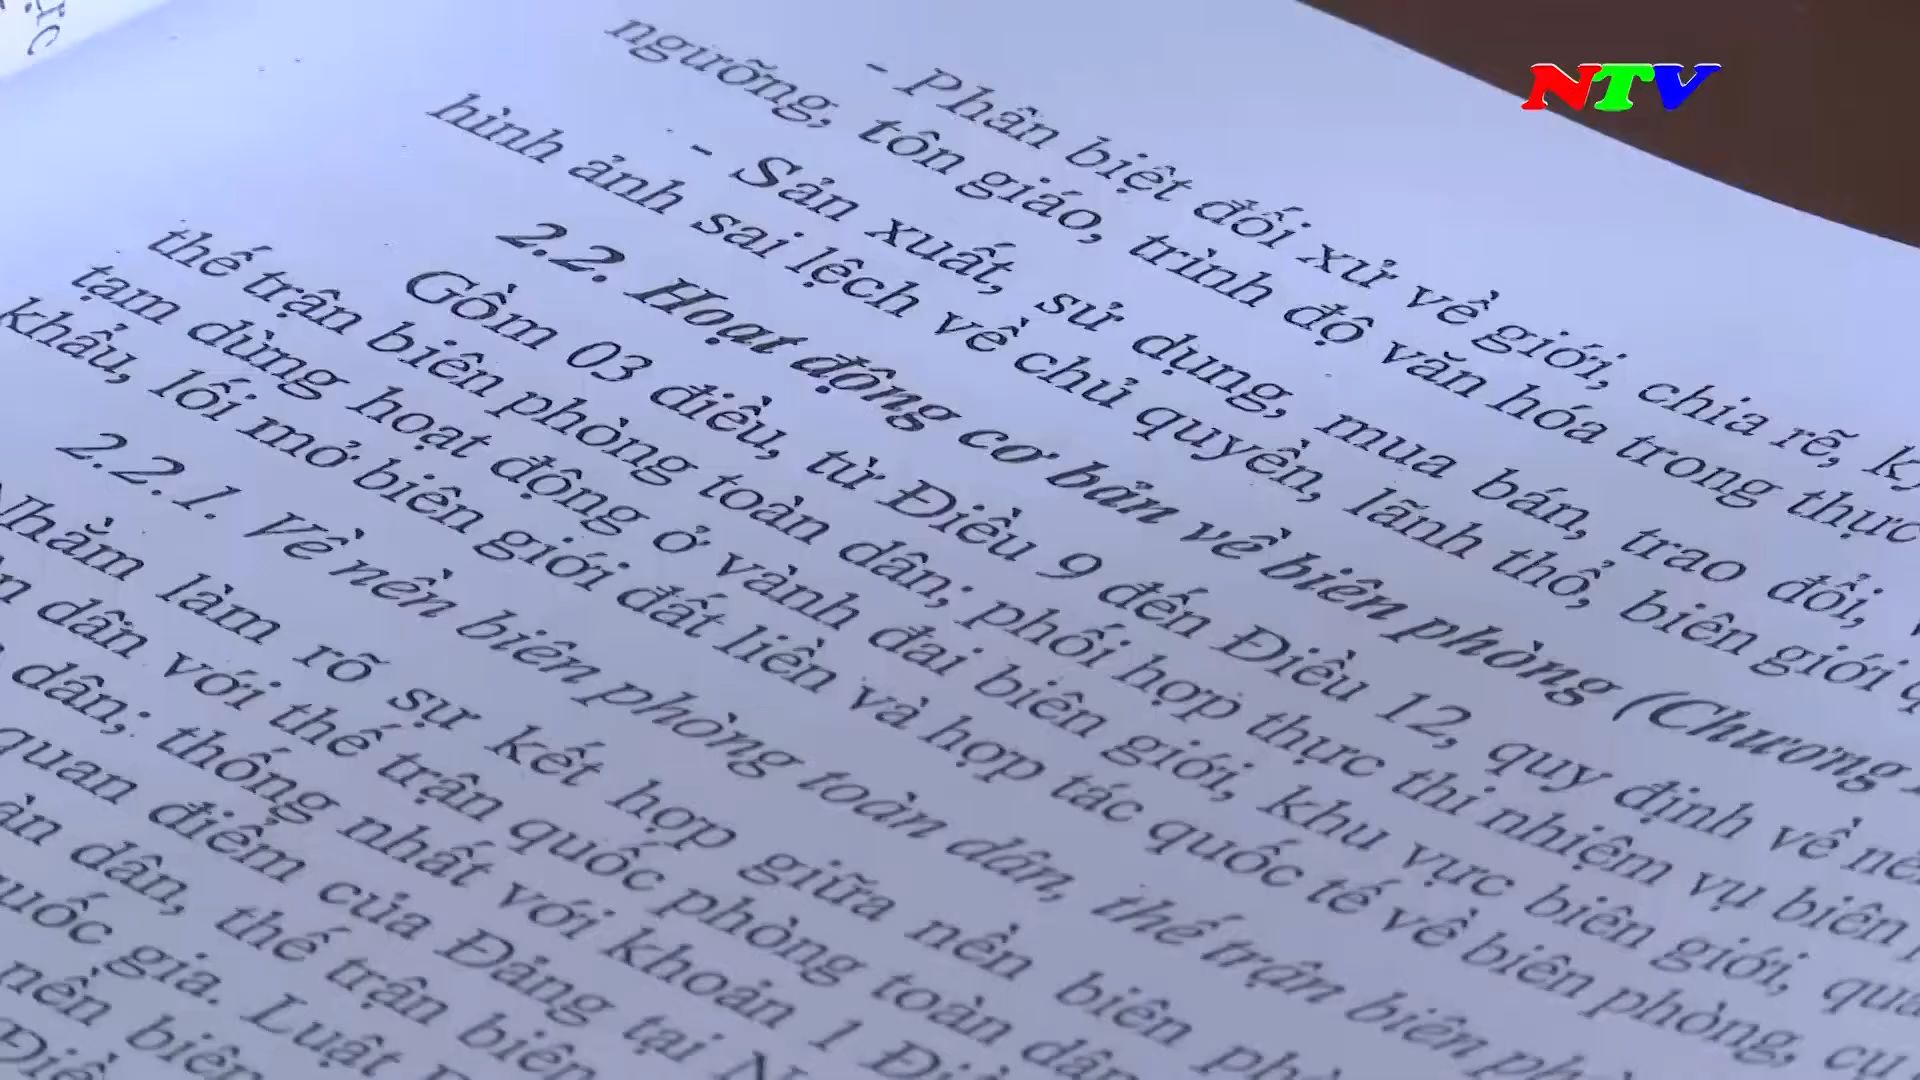 NTV
- Phân biệt đối xử về giới, chia rẽ,
ngưỡng, tôn giáo, trình độ văn hóa trong thực
- Sản xuất, sử dụng, mua bán, trao đổi,
hình ảnh sai lệch về chủ quyền, lãnh thổ, biên giới
2.2. Hoạt động cơ bản về biên phòng (Chương
Gồm 03 điều, từ Điều 9 đến Điều 12, quy định về
thế trận biên phòng toàn dân; phối hợp thực thi nhiệm vụ biên
tạm dừng hoạt động ở vành đai biên giới, khu vực biên giới,
khẩu, lối mở biên giới đất liền và hợp tác quốc tế về biên phòng,
2.2.1. Về nền biên phòng toàn dân, thế trận biên
Nhằm làm rõ sự kết hợp giữa nền biên
dân với thế trận quốc phòng toàn
dân; thống nhất với khoản 1
quan điểm của Đảng tại
dân, thế trận biên
quốc gia. Luật
nền biên